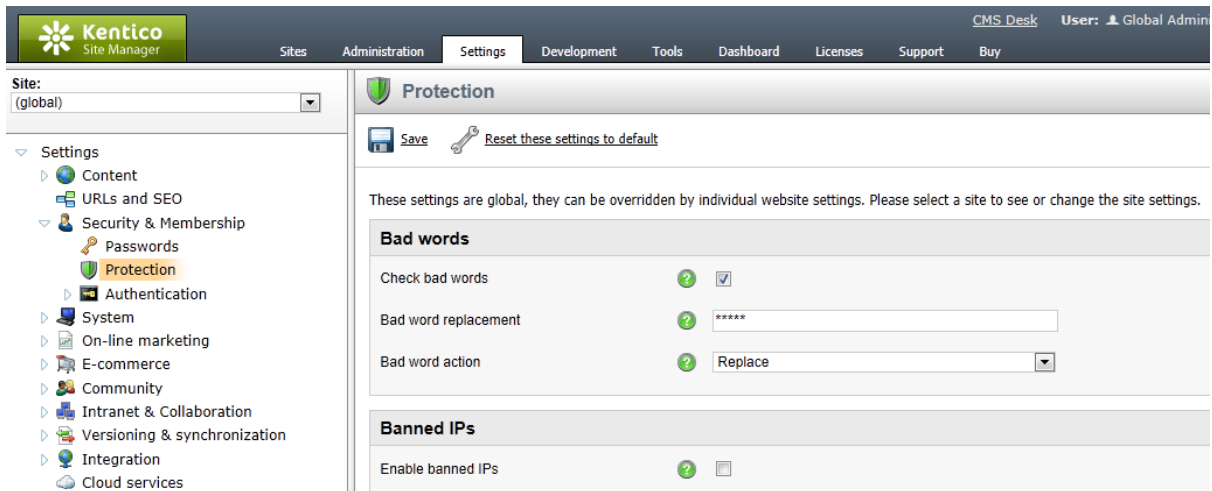 Kentico
Site Manager
CMS Desk User: Global Admini
Sites Administration Settings Development Tools Dashboard Licenses Support Buy
Site:
(global)
Settings
Content
URLs and SEO
Security & Membership
Passwords
Protection
Authentication
System
On-line marketing
E-commerce
Community
Intranet & Collaboration
Versioning & synchronization
Integration
Cloud services
Protection
Save Reset these settings to default
These settings are global, they can be overridden by individual website settings. Please select a site to see or change the site settings.
Bad words
Check bad words
Bad word replacement *****
Bad word action Replace
Banned IPs
Enable banned IPs